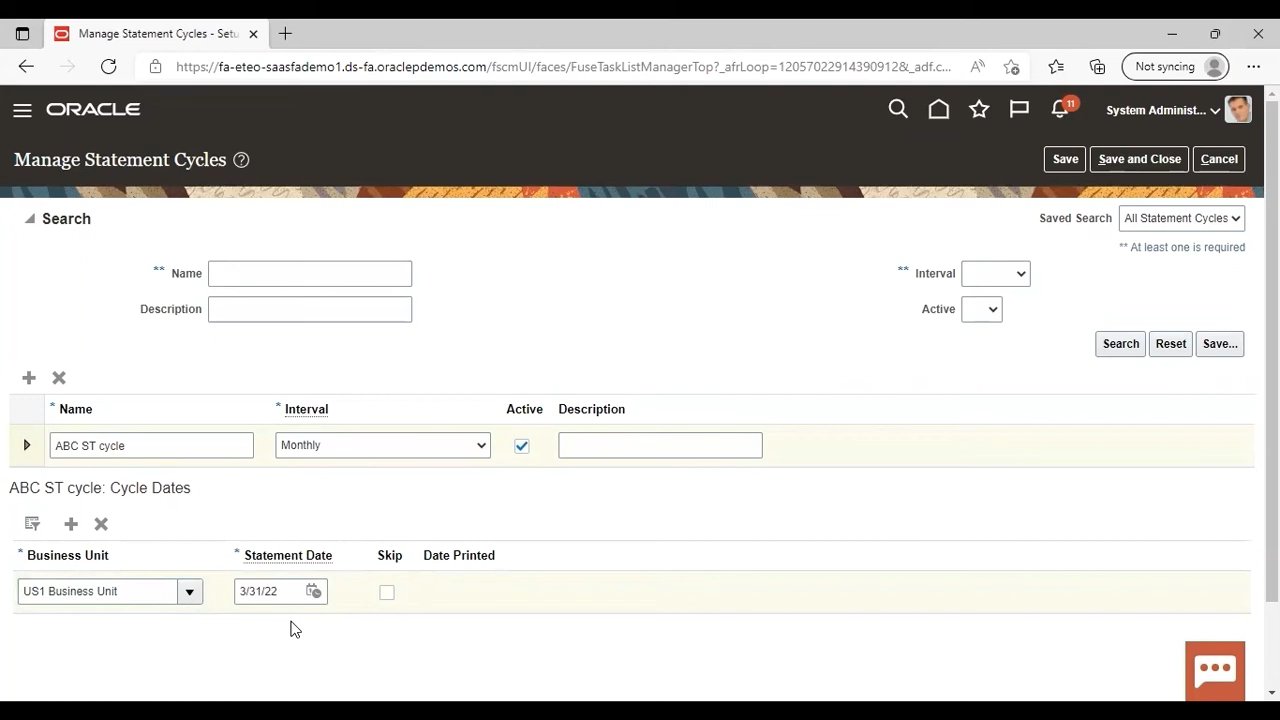 Manage Statement Cycles - Setu
https://fa-eteo-saasfademo1.ds-fa.oraclepdemos.com/fscmUI/faces/FuseTaskListManagerTop?_afrLoop=12057022914390912&_adf.c...
Not syncing
ORACLE
11
System Administ...
Manage Statement Cycles
Save
Save and Close
Cancel
Search
Saved Search
All Statement Cycles
** At least one is required
** Name
** Interval
Description
Active
Search
Reset
Save...
* Name
* Interval
Active
Description
ABC ST cycle
Monthly
ABC ST cycle: Cycle Dates
* Business Unit
* Statement Date
Skip
Date Printed
US1 Business Unit
3/31/22